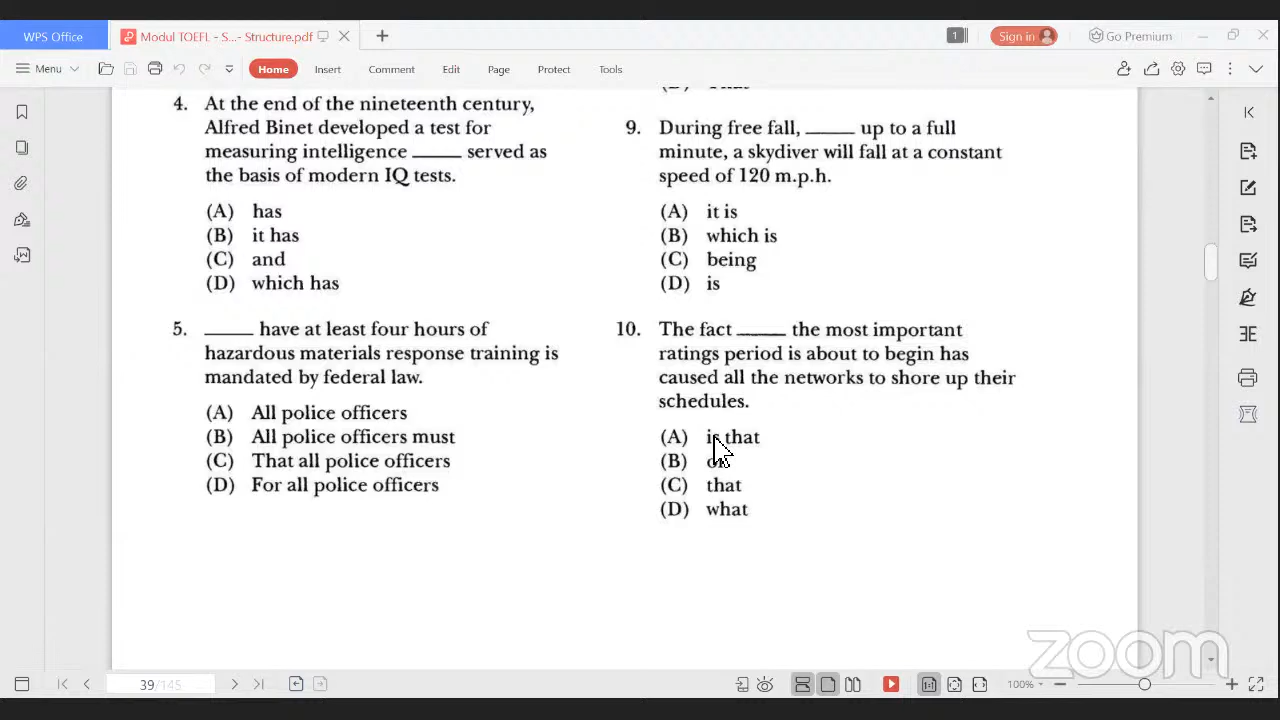 WPS Office
Modul TOEFL - S...- Structure.pdf
1
Sign in
Go Premium
Menu
Home
Insert
Comment
Edit
Page
Protect
Tools
4. At the end of the nineteenth century,
Alfred Binet developed a test for
measuring intelligence _____ served as
the basis of modern IQ tests.
(A) has
(B) it has
(C) and
(D) which has
5. _____ have at least four hours of
hazardous materials response training is
mandated by federal law.
(A) All police officers
(B) All police officers must
(C) That all police officers
(D) For all police officers
9. During free fall, _____ up to a full
minute, a skydiver will fall at a constant
speed of 120 m.p.h.
(A) it is
(B) which is
(C) being
(D) is
10. The fact _____ the most important
ratings period is about to begin has
caused all the networks to shore up their
schedules.
(A) is that
(B)
(C) that
(D) what
zoom
39/145
100%